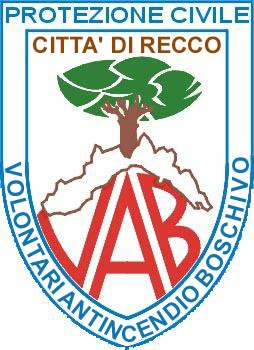 PROTEZIONE CIVILE
CITTA' DI RECCO
VAB
VOLONTARI ANTINCENDIO BOSCHIVO